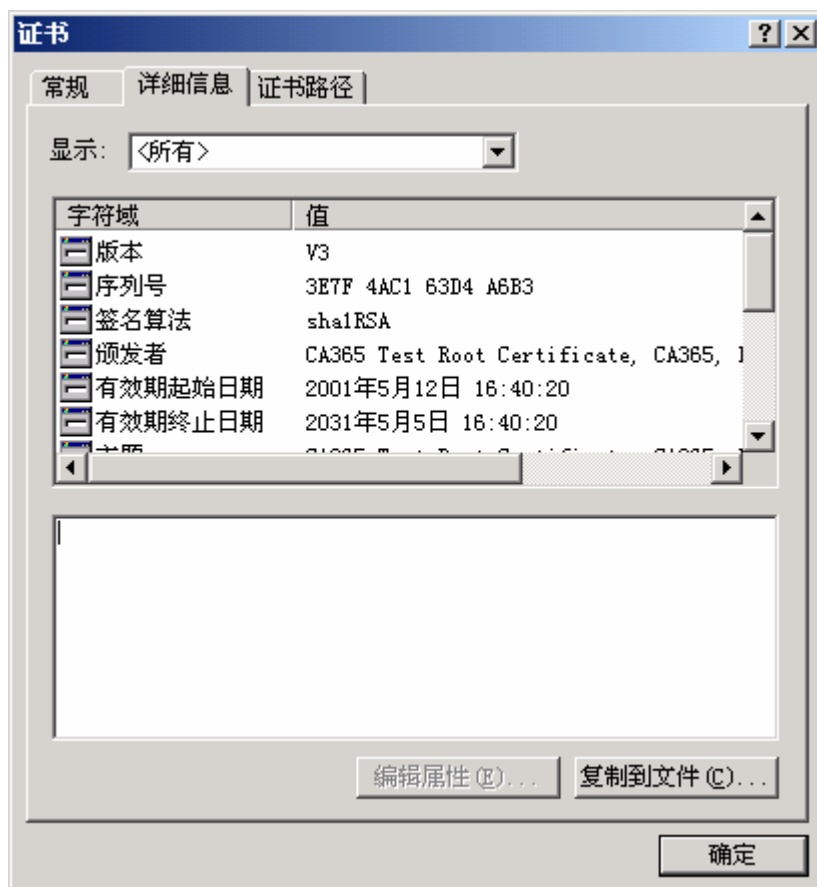 证书
常规 详细信息 证书路径
显示: <所有>
字符域 值
版本 V3
序列号 3E7F 4AC1 63D4 A6B3
签名算法 sha1RSA
颁发者 CA365 Test Root Certificate, CA365,
有效期起始日期 2001年5月12日 16:40:20
有效期终止日期 2031年5月5日 16:40:20
编辑属性(E)... 复制到文件(C)...
确定